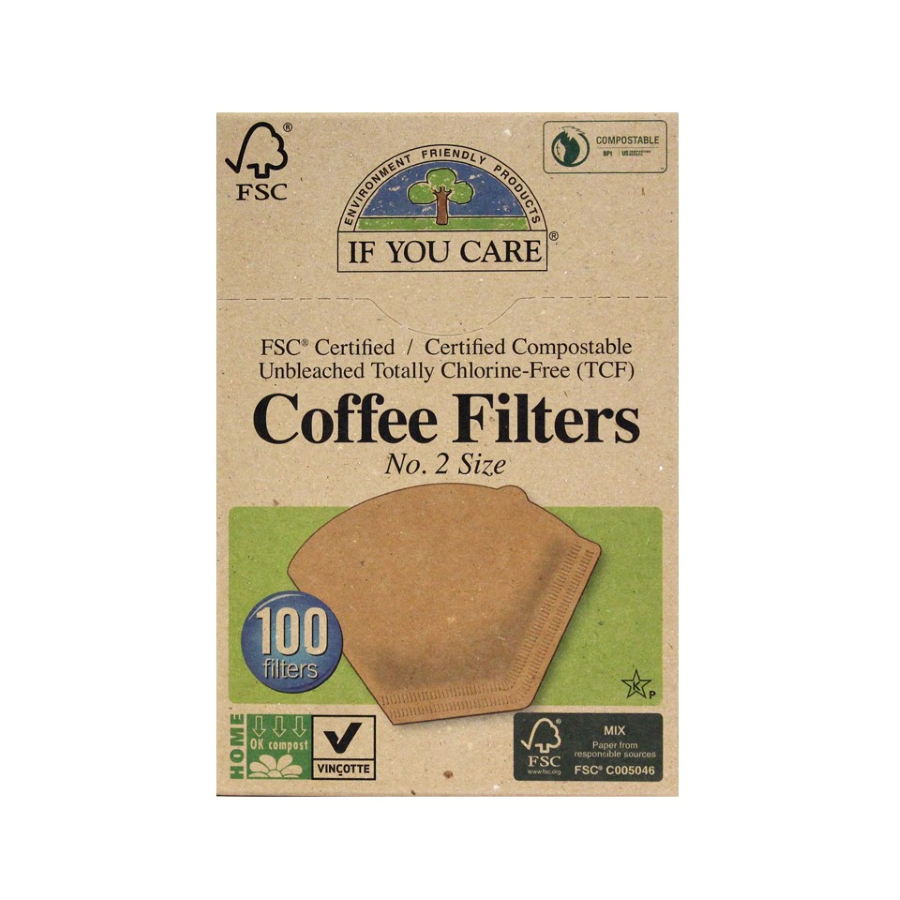 FSC®
COMPOSTABLE
BPI
ENVIRONMENT FRIENDLY PRODUCTS
IF YOU CARE®
FSC® Certified / Certified Compostable
Unbleached Totally Chlorine-Free (TCF)
Coffee Filters
No. 2 Size
100
filters
K P
HOME
OK compost
VINÇOTTE
FSC®
www.fsc.org
MIX
Paper from
responsible sources
FSC® C005046